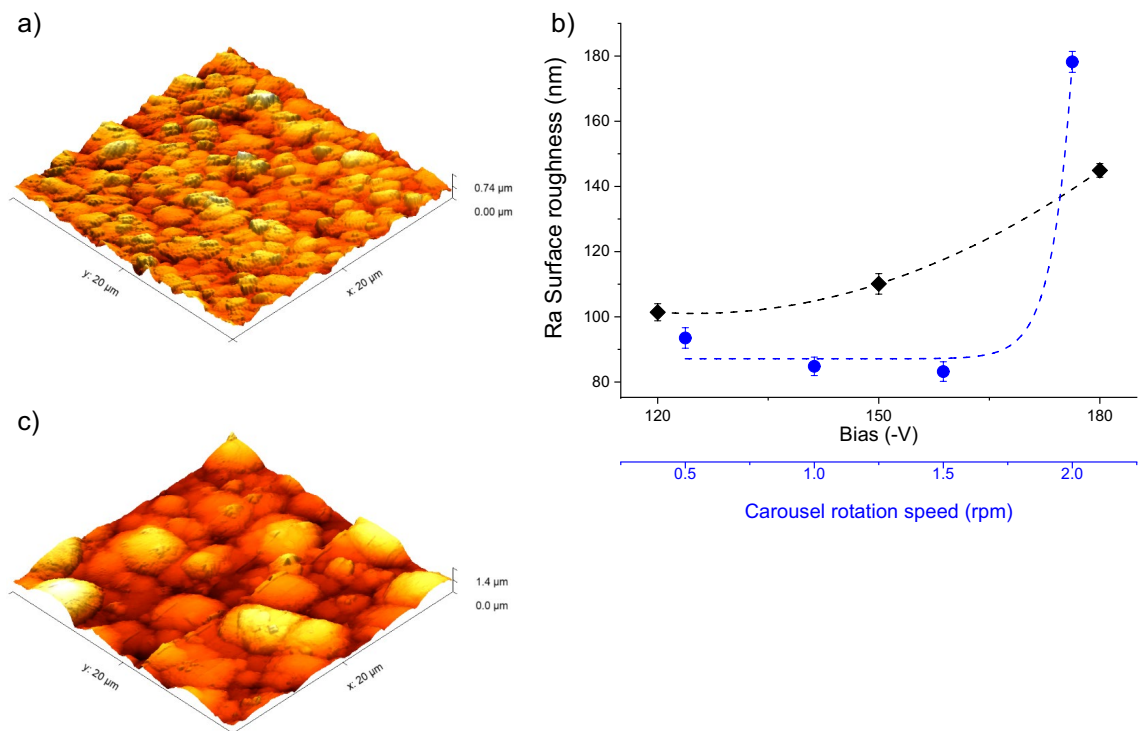 a)
0.74 µm
0.00 µm
y: 20 µm
x: 20 µm
b)
Ra Surface roughness (nm)
180
160
140
120
100
80
120
150
180
Bias (-V)
0.5
1.0
1.5
2.0
Carousel rotation speed (rpm)
c)
1.4 µm
0.0 µm
y: 20 µm
x: 20 µm